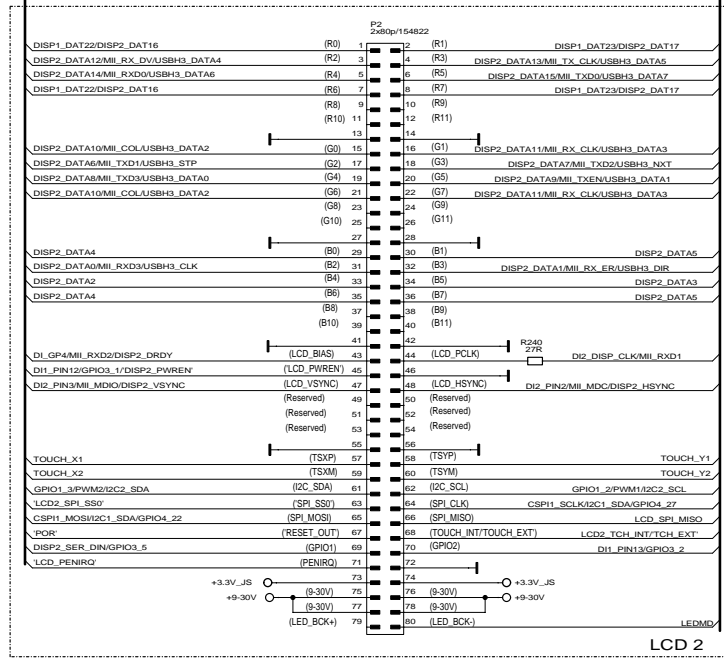 P2
2x80p/154822
DISP1_DAT22/DISP2_DAT16 (R0) 1 2 (R1) DISP1_DAT23/DISP2_DAT17
DISP2_DATA12/MII_RX_DV/USBH3_DATA4 (R2) 3 4 (R3) DISP2_DATA13/MII_TX_CLK/USBH3_DATA5
DISP2_DATA14/MII_RXD0/USBH3_DATA6 (R4) 5 6 (R5) DISP2_DATA15/MII_TXD0/USBH3_DATA7
DISP1_DAT22/DISP2_DAT16 (R6) 7 8 (R7) DISP1_DAT23/DISP2_DAT17
(R8) 9 10 (R9)
(R10) 11 12 (R11)
13 14
DISP2_DATA10/MII_COL/USBH3_DATA2 (G0) 15 16 (G1) DISP2_DATA11/MII_RX_CLK/USBH3_DATA3
DISP2_DATA6/MII_TXD1/USBH3_STP (G2) 17 18 (G3) DISP2_DATA7/MII_TXD2/USBH3_NXT
DISP2_DATA8/MII_TXD3/USBH3_DATA0 (G4) 19 20 (G5) DISP2_DATA9/MII_TXEN/USBH3_DATA1
DISP2_DATA10/MII_COL/USBH3_DATA2 (G6) 21 22 (G7) DISP2_DATA11/MII_RX_CLK/USBH3_DATA3
(G8) 23 24 (G9)
(G10) 25 26 (G11)
27 28
DISP2_DATA4 (B0) 29 30 (B1) DISP2_DATA5
DISP2_DATA0/MII_RXD3/USBH3_CLK (B2) 31 32 (B3) DISP2_DATA1/MII_RX_ER/USBH3_DIR
DISP2_DATA2 (B4) 33 34 (B5) DISP2_DATA3
DISP2_DATA4 (B6) 35 36 (B7) DISP2_DATA5
(B8) 37 38 (B9)
(B10) 39 40 (B11)
41 42 R240
27R
DI_GP4/MII_RXD2/DISP2_DRDY (LCD_BIAS) 43 44 (LCD_PCLK) DI2_DISP_CLK/MII_RXD1
DI1_PIN12/GPIO3_1/'DISP2_PWREN' ('LCD_PWREN') 45 46
DI2_PIN3/MII_MDIO/DISP2_VSYNC (LCD_VSYNC) 47 48 (LCD_HSYNC) DI2_PIN2/MII_MDC/DISP2_HSYNC
(Reserved) 49 50 (Reserved)
(Reserved) 51 52 (Reserved)
(Reserved) 53 54 (Reserved)
55 56
TOUCH_X1 (TSXP) 57 58 (TSYP) TOUCH_Y1
TOUCH_X2 (TSXM) 59 60 (TSYM) TOUCH_Y2
GPIO1_3/PWM2/I2C2_SDA (I2C_SDA) 61 62 (I2C_SCL) GPIO1_2/PWM1/I2C2_SCL
'LCD2_SPI_SS0' ('SPI_SS0') 63 64 (SPI_CLK) CSPI1_SCLK/I2C1_SDA/GPIO4_27
CSPI1_MOSI/I2C1_SDA/GPIO4_22 (SPI_MOSI) 65 66 (SPI_MISO) LCD_SPI_MISO
'POR' ('RESET_OUT') 67 68 (TOUCH_INT/'TOUCH_EXT') LCD2_TCH_INT/'TCH_EXT'
DISP2_SER_DIN/GPIO3_5 (GPIO1) 69 70 (GPIO2) DI1_PIN13/GPIO3_2
'LCD_PENIRQ' (PENIRQ) 71 72
+3.3V_JS 73 74 +3.3V_JS
+9-30V (9-30V) 75 76 (9-30V) +9-30V
(9-30V) 77 78 (9-30V)
(LED_BCK+) 79 80 (LED_BCK-) LEDMD
LCD 2